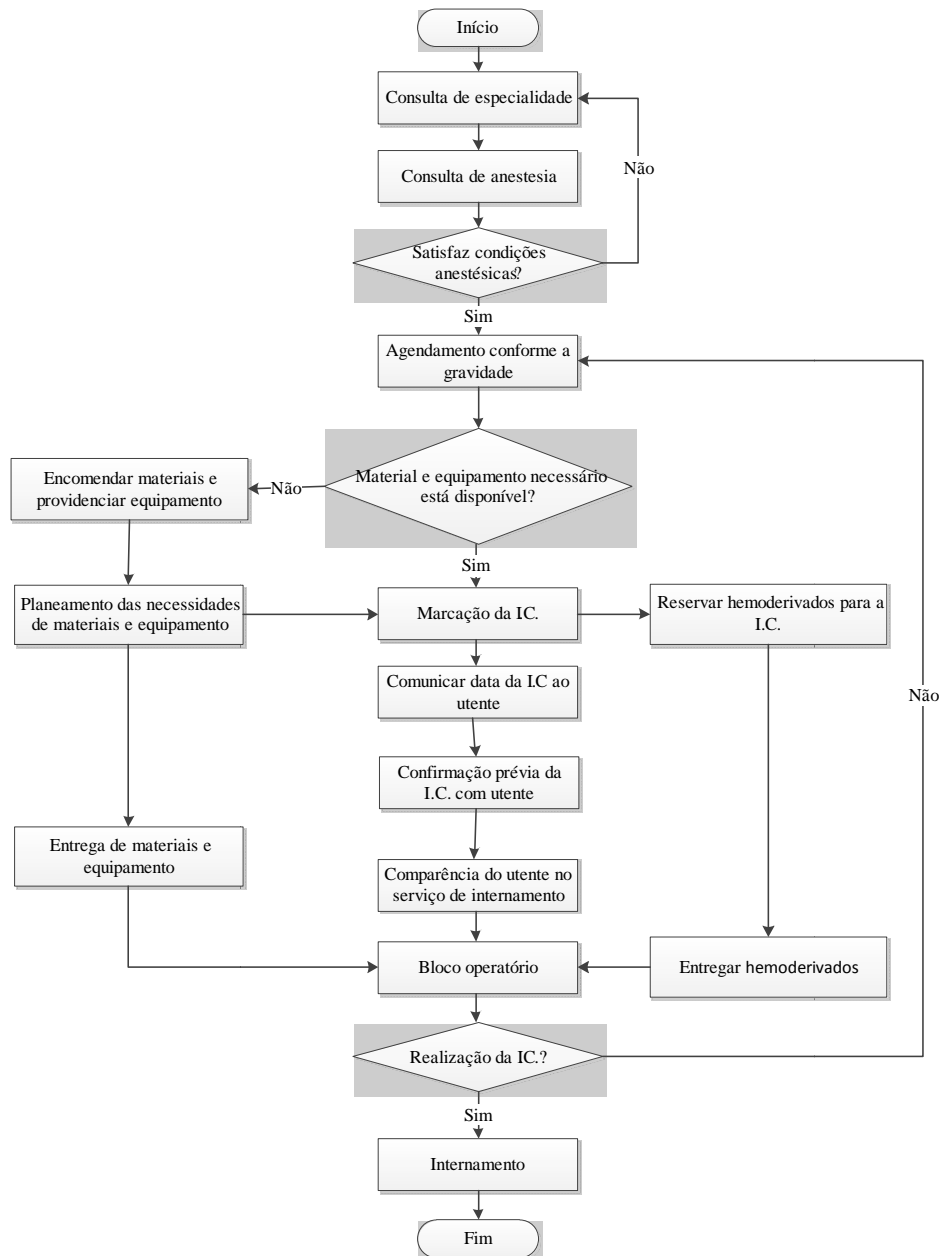 Início
Consulta de especialidade
Não
Consulta de anestesia
Satisfaz condições
anestésicas?
Sim
Agendamento conforme a
gravidade
Material e equipamento necessário
está disponível?
Não
Encomendar materiais e
providenciar equipamento
Sim
Planeamento das necessidades
de materiais e equipamento
Marcação da IC.
Reservar hemoderivados para a
I.C.
Comunicar data da I.C ao
utente
Não
Confirmação prévia da
I.C. com utente
Entrega de materiais e
equipamento
Comparência do utente no
serviço de internamento
Bloco operatório
Entregar hemoderivados
Realização da IC.?
Sim
Internamento
Fim